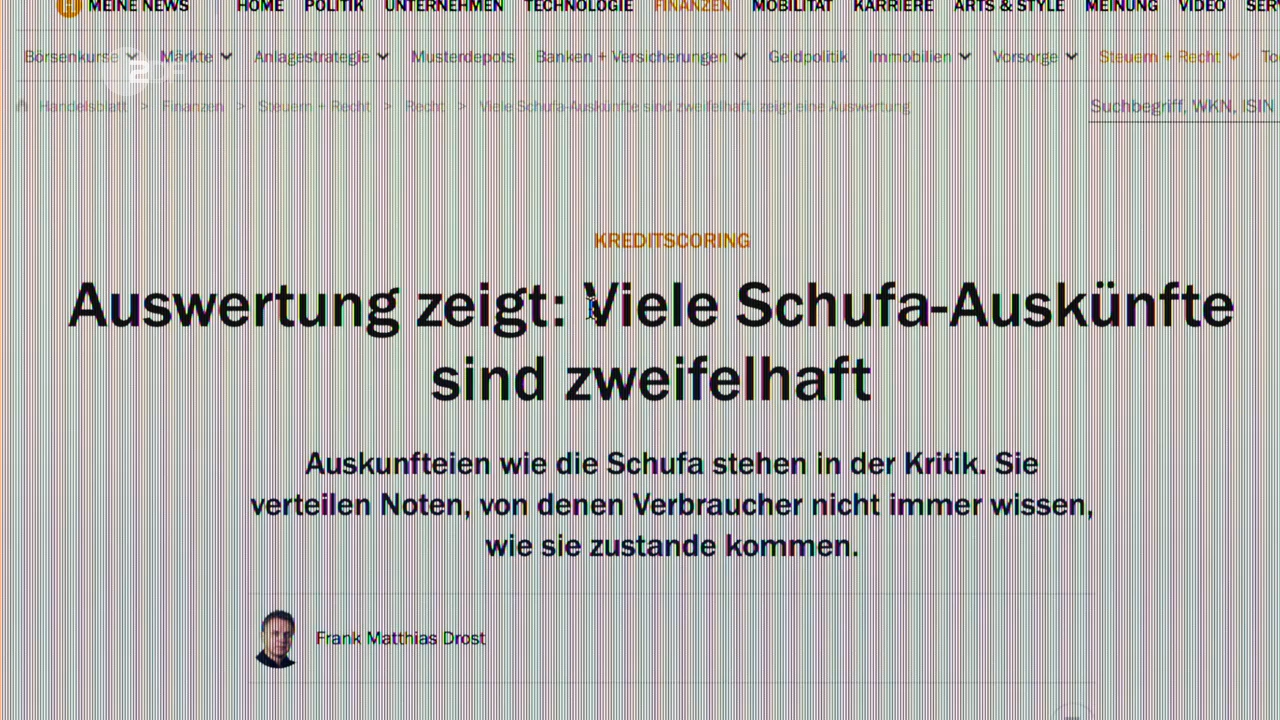 H MEINE NEWS HOME POLITIK UNTERNEHMEN TECHNOLOGIE FINANZEN MOBILITÄT KARRIERE ARTS & STYLE MEINUNG VIDEO
Börsenkurse Märkte Anlagestrategie Musterdepots Banken + Versicherungen Geldpolitik Immobilien Vorsorge Steuern + Recht
ZDF
Handelsblatt > Finanzen > Steuern + Recht > Recht > Viele Schufa-Auskünfte sind zweifelhaft, zeigt eine Auswertung Suchbegriff, WKN, ISIN
KREDITSCORING
Auswertung zeigt: Viele Schufa-Auskünfte
sind zweifelhaft
Auskunfteien wie die Schufa stehen in der Kritik. Sie
verteilen Noten, von denen Verbraucher nicht immer wissen,
wie sie zustande kommen.
Frank Matthias Drost